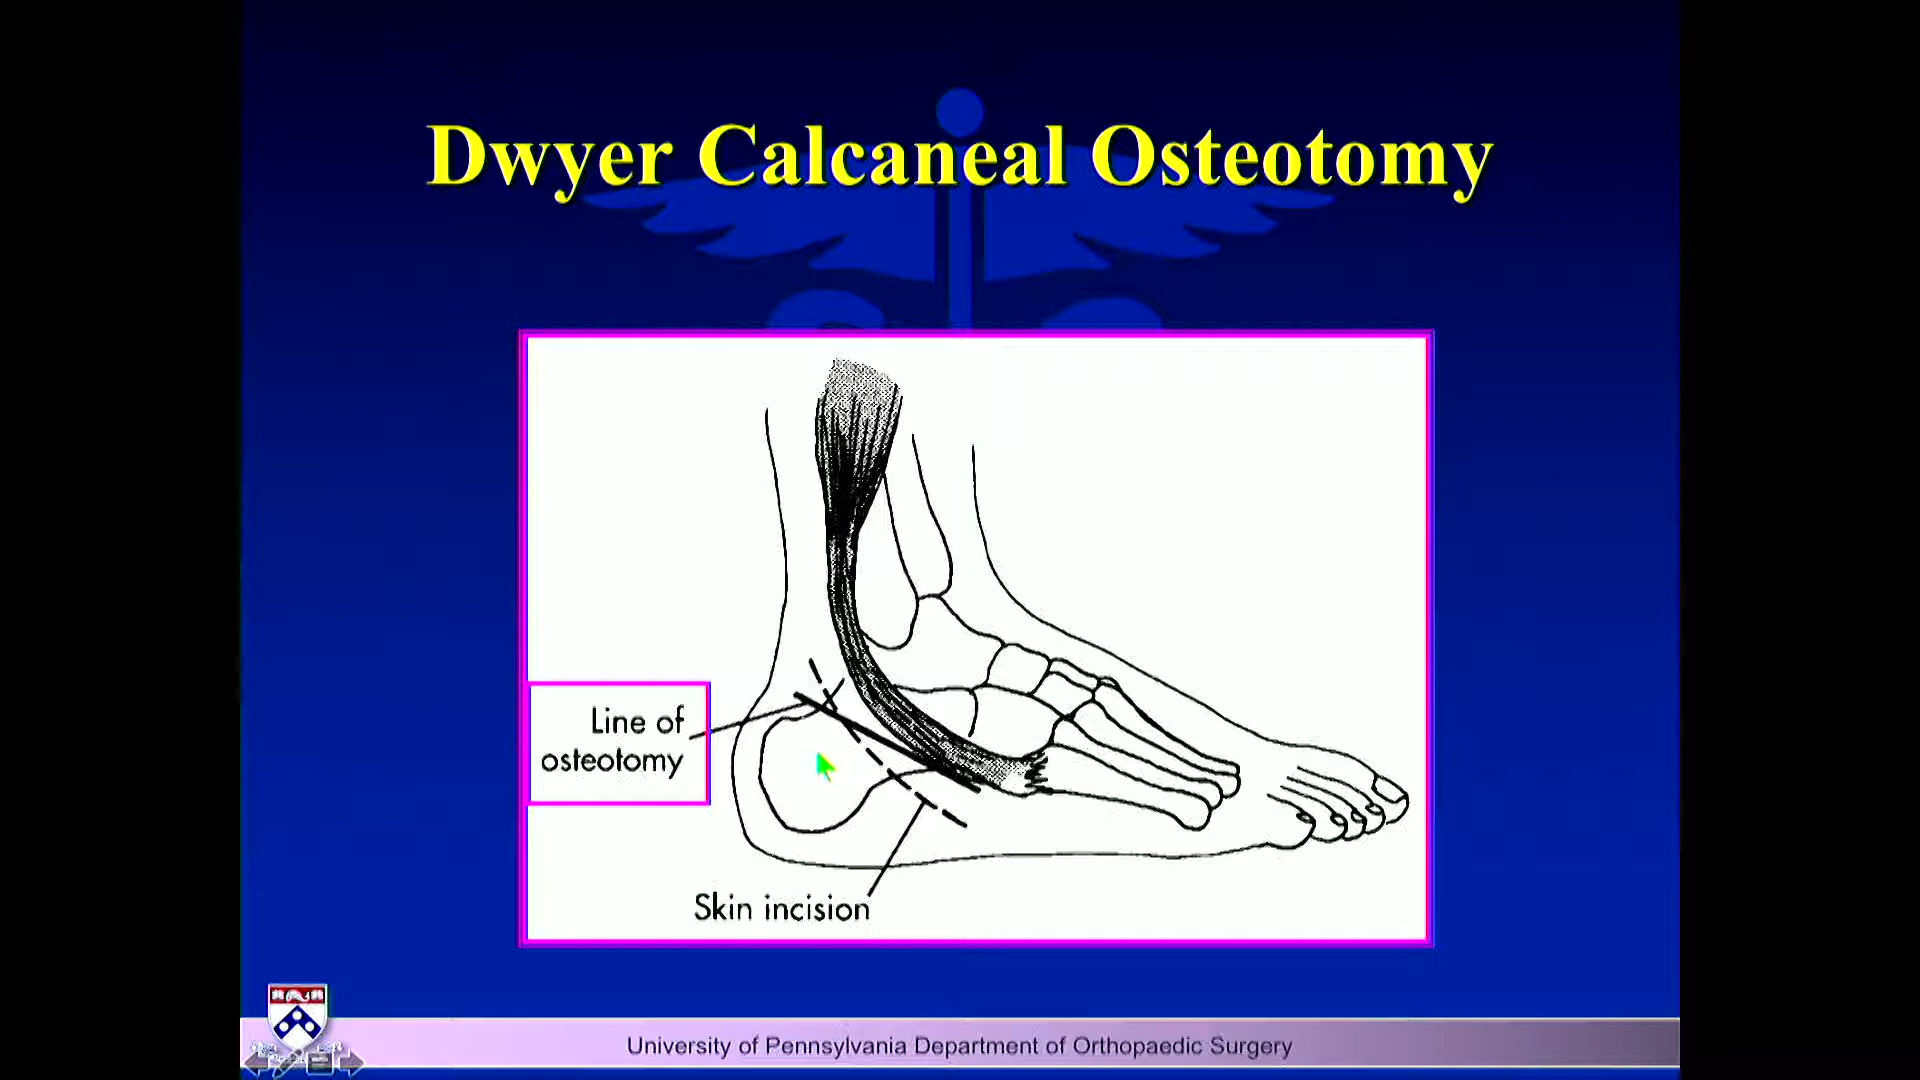 Dwyer Calcaneal Osteotomy
Line of
osteotomy
Skin incision
University of Pennsylvania Department of Orthopaedic Surgery